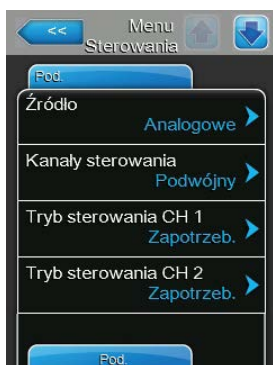 <<
Menu
Sterowania
Pod.
Źródło
Analogowe
Kanały sterowania
Podwójny
Tryb sterowania CH 1
Zapotrzeb.
Tryb sterowania CH 2
Zapotrzeb.
Pod.